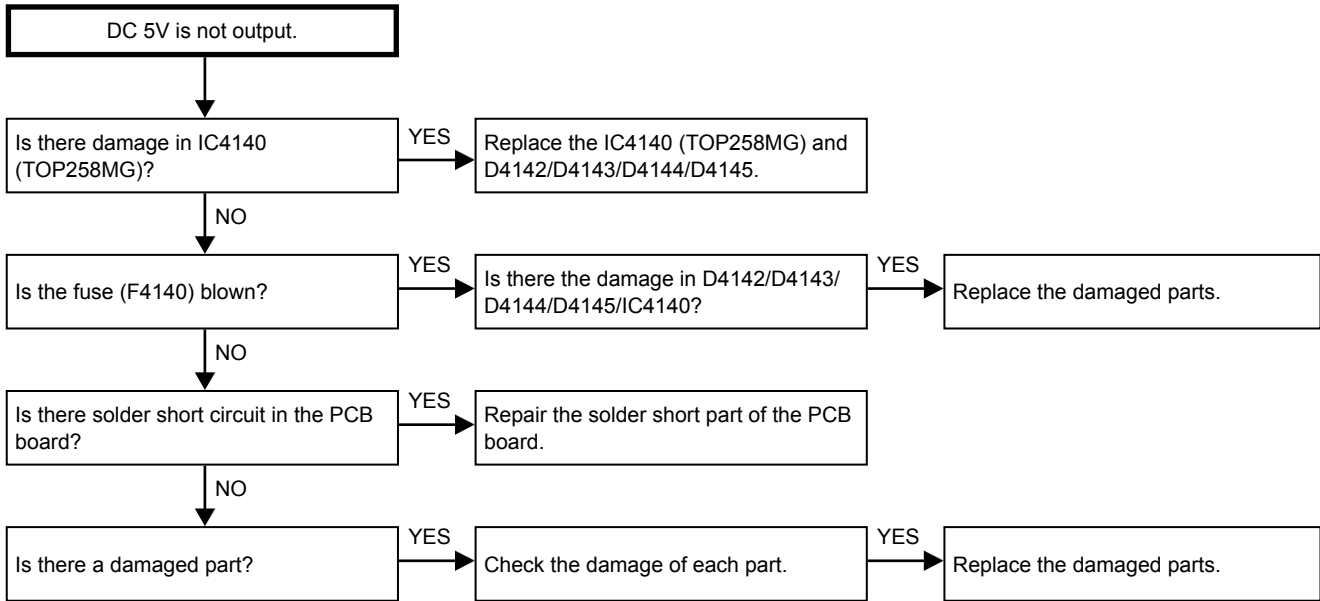 DC 5V is not output.
Is there damage in IC4140
(TOP258MG)?
YES
Replace the IC4140 (TOP258MG) and
D4142/D4143/D4144/D4145.
NO
Is the fuse (F4140) blown?
YES
Is there the damage in D4142/D4143/
D4144/D4145/IC4140?
YES
Replace the damaged parts.
NO
Is there solder short circuit in the PCB
board?
YES
Repair the solder short part of the PCB
board.
NO
Is there a damaged part?
YES
Check the damage of each part.
YES
Replace the damaged parts.